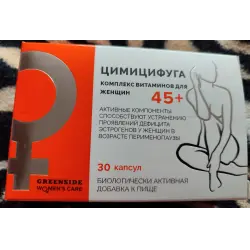 ЦИМИЦИФУГА
КОМПЛЕКС ВИТАМИНОВ ДЛЯ
ЖЕНЩИН 45+
АКТИВНЫЕ КОМПОНЕНТЫ
СПОСОБСТВУЮТ УСТРАНЕНИЮ
ПРОЯВЛЕНИЙ ДЕФИЦИТА
ЭСТРОГЕНОВ У ЖЕНЩИН В
ВОЗРАСТЕ ПЕРИМЕНОПАУЗЫ
30 капсул
БИОЛОГИЧЕСКИ АКТИВНАЯ
ДОБАВКА К ПИЩЕ
GREENSIDE
WOMEN'S CARE